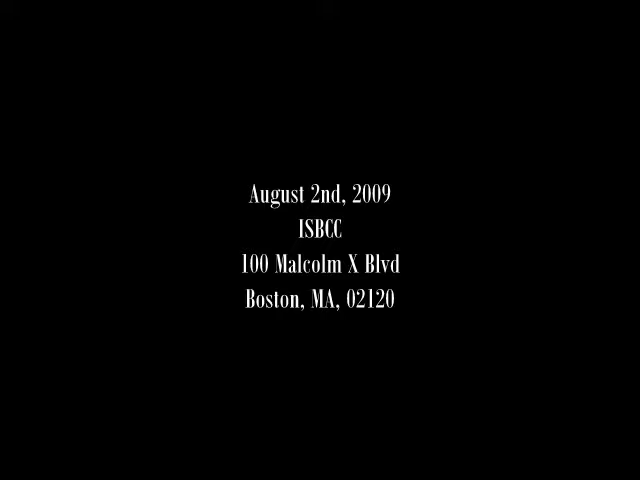 August 2nd, 2009
ISBCC
100 Malcolm X Blvd
Boston, MA, 02120